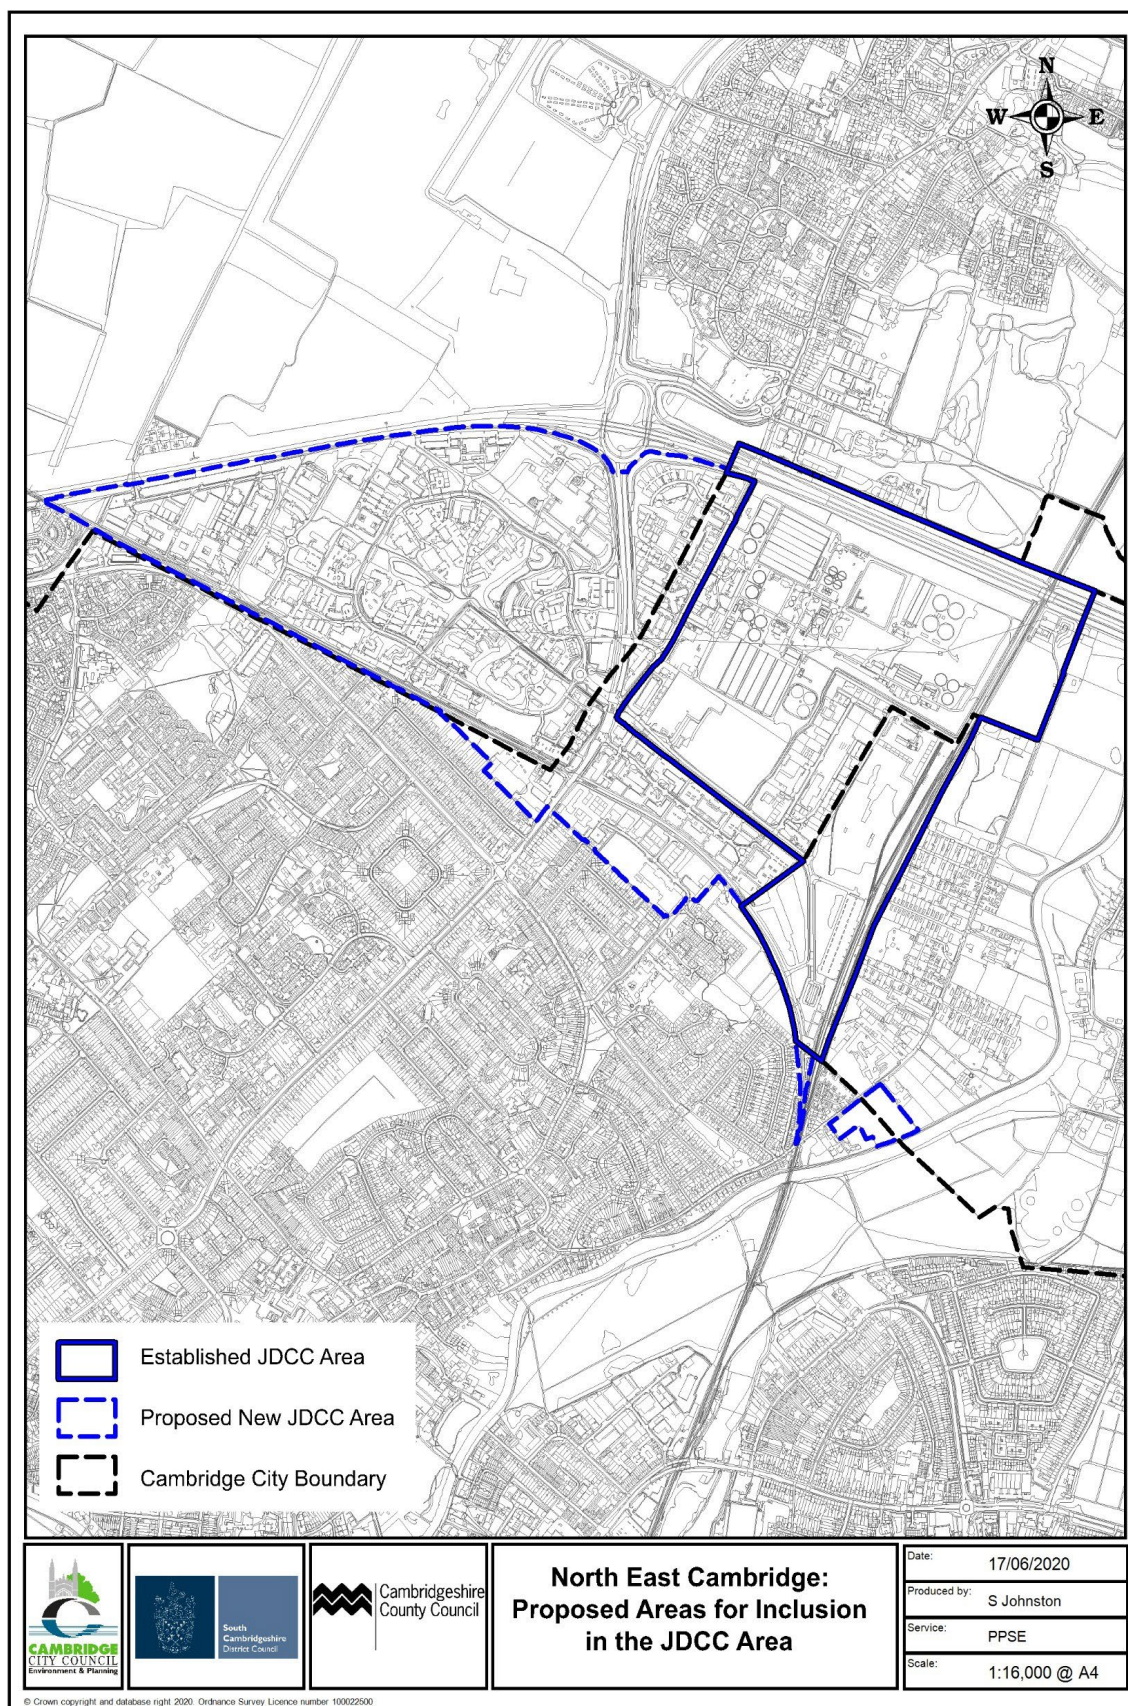 N
W E
S
Established JDCC Area
Proposed New JDCC Area
Cambridge City Boundary
CAMBRIDGE
CITY COUNCIL
Environment & Planning
South
Cambridgeshire
District Council
Cambridgeshire
County Council
North East Cambridge:
Proposed Areas for Inclusion
in the JDCC Area
Date: 17/06/2020
Produced by: S Johnston
Service: PPSE
Scale: 1:16,000 @ A4
© Crown copyright and database right 2020. Ordnance Survey Licence number 100022500